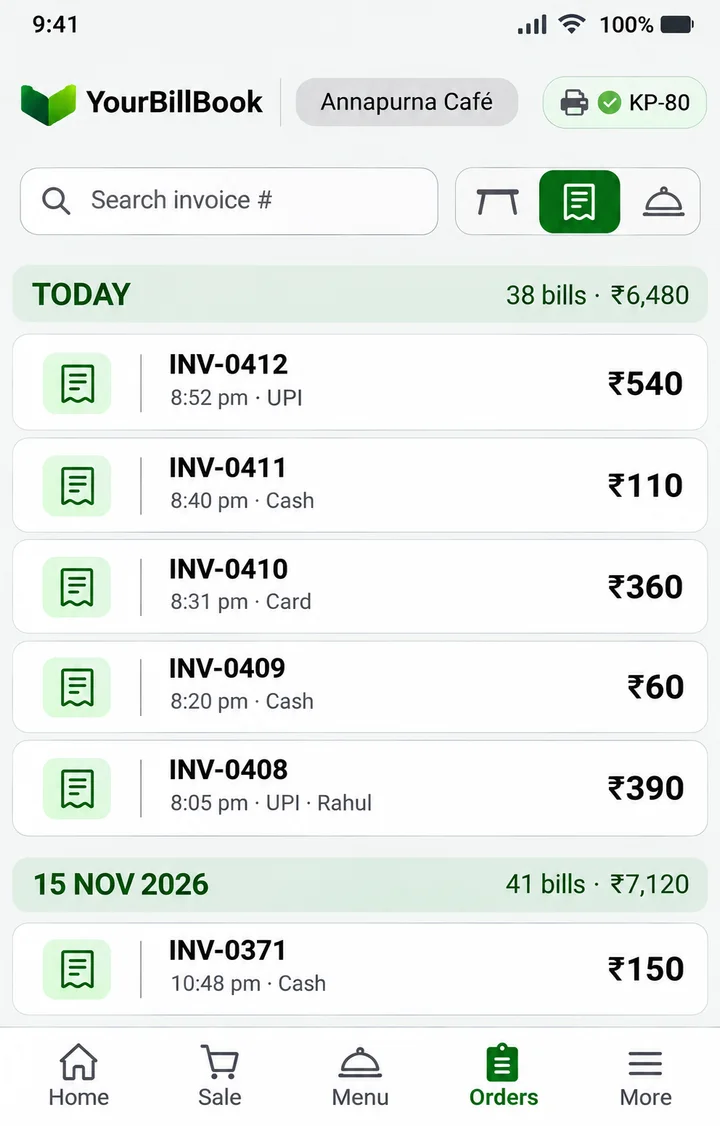 9:41
100%
YourBillBook
Annapurna Café
KP-80
Search invoice #
TODAY
38 bills · ₹6,480
INV-0412
8:52 pm · UPI
₹540
INV-0411
8:40 pm · Cash
₹110
INV-0410
8:31 pm · Card
₹360
INV-0409
8:20 pm · Cash
₹60
INV-0408
8:05 pm · UPI · Rahul
₹390
15 NOV 2026
41 bills · ₹7,120
INV-0371
10:48 pm · Cash
₹150
Home
Sale
Menu
Orders
More